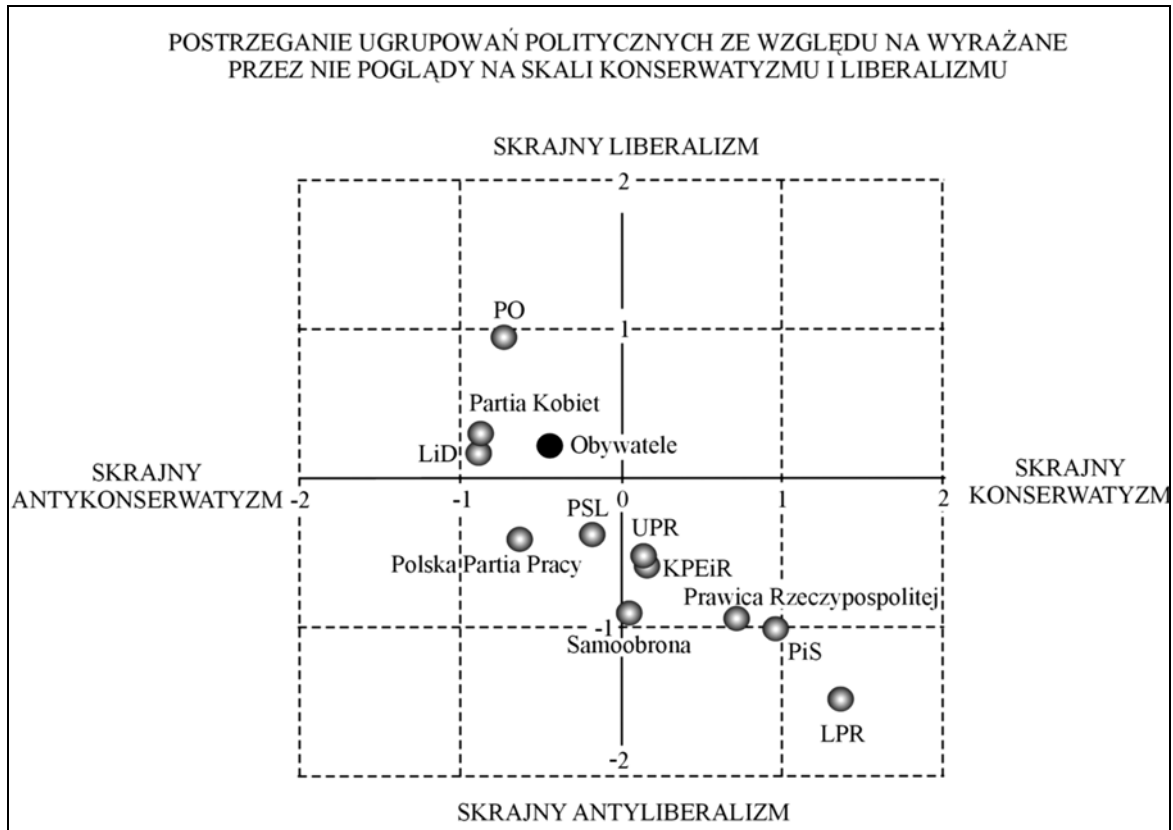 POSTRZEGANIE UGRUPOWAŃ POLITYCZNYCH ZE WZGLĘDU NA WYRAŻANE
PRZEZ NIE POGLĄDY NA SKALI KONSERWATYZMU I LIBERALIZMU
SKRAJNY LIBERALIZM
2
PO
1
Partia Kobiet
Obywatele
LiD
SKRAJNY
ANTYKONSERWATYZM
-2
-1
0
1
2
SKRAJNY
KONSERWATYZM
PSL
UPR
Polska Partia Pracy
KPEiR
Prawica Rzeczypospolitej
-1
Samoobrona
PiS
LPR
-2
SKRAJNY ANTYLIBERALIZM